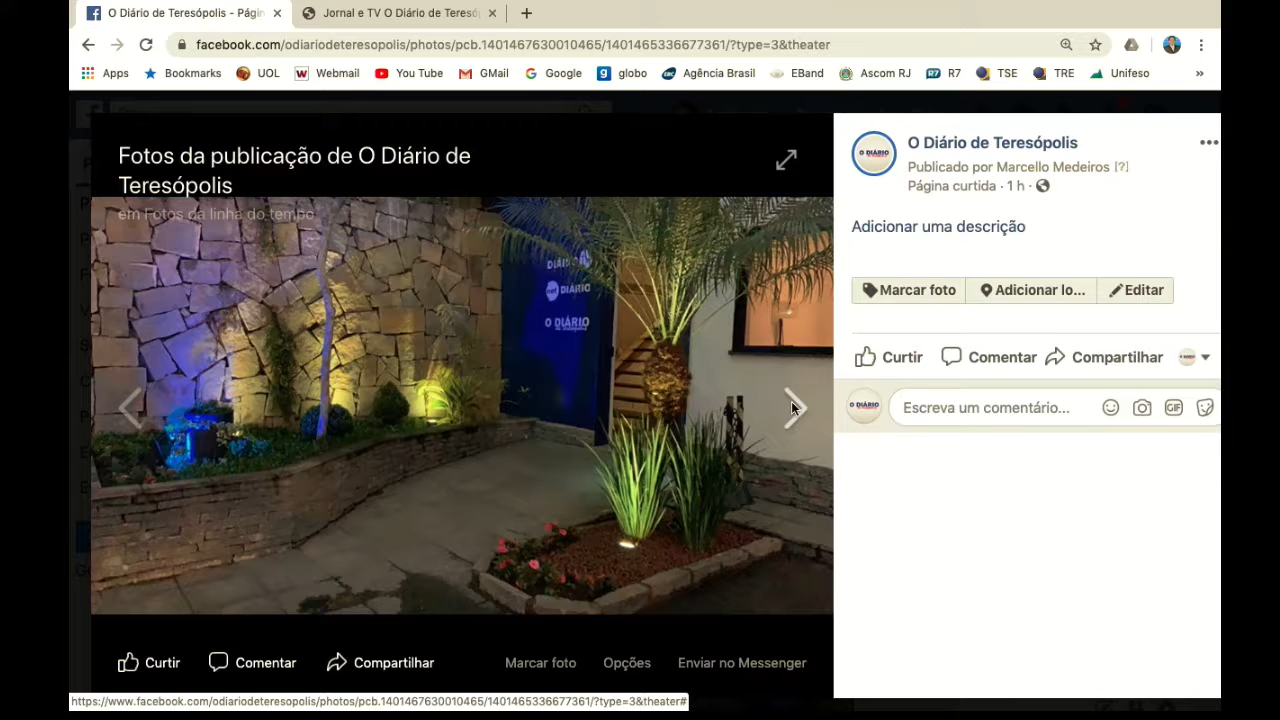 O Diário de Teresópolis - Págin
Jornal e TV O Diário de Teresó
facebook.com/odiariodeteresopolis/photos/pcb.1401467630010465/1401465336677361/?type=3&theater
Apps Bookmarks UOL Webmail You Tube GMail Google globo Agência Brasil EBand Ascom RJ R7 TSE TRE Unifeso »
Fotos da publicação de O Diário de
Teresópolis
em Fotos da linha do tempo
O DIÁRIO
O Diário de Teresópolis
Publicado por Marcello Medeiros [?]
Página curtida · 1 h ·
Adicionar uma descrição
Marcar foto Adicionar lo... Editar
Curtir Comentar Compartilhar
O DIÁRIO Escreva um comentário... GIF
DIÁRIO
DIÁRIO
O DIÁRIO
Curtir Comentar Compartilhar Marcar foto Opções Enviar no Messenger
https://www.facebook.com/odiariodeteresopolis/photos/pcb.1401467630010465/1401465336677361/?type=3&theater#